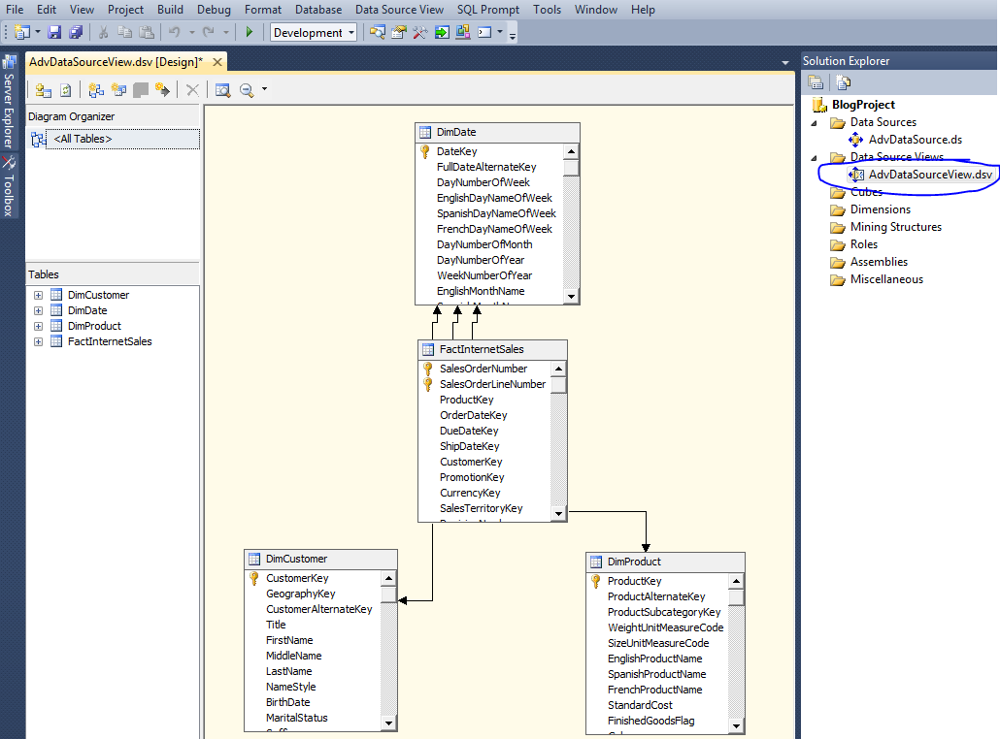 File Edit View Project Build Debug Format Database Data Source View SQL Prompt Tools Window Help
Development
Server Explorer
Toolbox
AdvDataSourceView.dsv [Design]*
Diagram Organizer
<All Tables>
Tables
DimCustomer
DimDate
DimProduct
FactInternetSales
DimDate
DateKey
FullDateAlternateKey
DayNumberOfWeek
EnglishDayNameOfWeek
SpanishDayNameOfWeek
FrenchDayNameOfWeek
DayNumberOfMonth
DayNumberOfYear
WeekNumberOfYear
EnglishMonthName
FactInternetSales
SalesOrderNumber
SalesOrderLineNumber
ProductKey
OrderDateKey
DueDateKey
ShipDateKey
CustomerKey
PromotionKey
CurrencyKey
SalesTerritoryKey
DimCustomer
CustomerKey
GeographyKey
CustomerAlternateKey
Title
FirstName
MiddleName
LastName
NameStyle
BirthDate
MaritalStatus
DimProduct
ProductKey
ProductAlternateKey
ProductSubcategoryKey
WeightUnitMeasureCode
SizeUnitMeasureCode
EnglishProductName
SpanishProductName
FrenchProductName
StandardCost
FinishedGoodsFlag
Solution Explorer
BlogProject
Data Sources
AdvDataSource.ds
Data Source Views
AdvDataSourceView.dsv
Cubes
Dimensions
Mining Structures
Roles
Assemblies
Miscellaneous